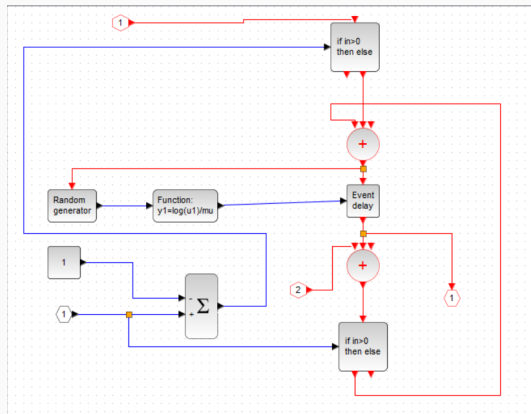 1
if in>0
then else
+
Random
generator
Function:
y1=log(u1)/mu
Event
delay
1
+
-
+
Σ
2
1
1
if in>0
then else